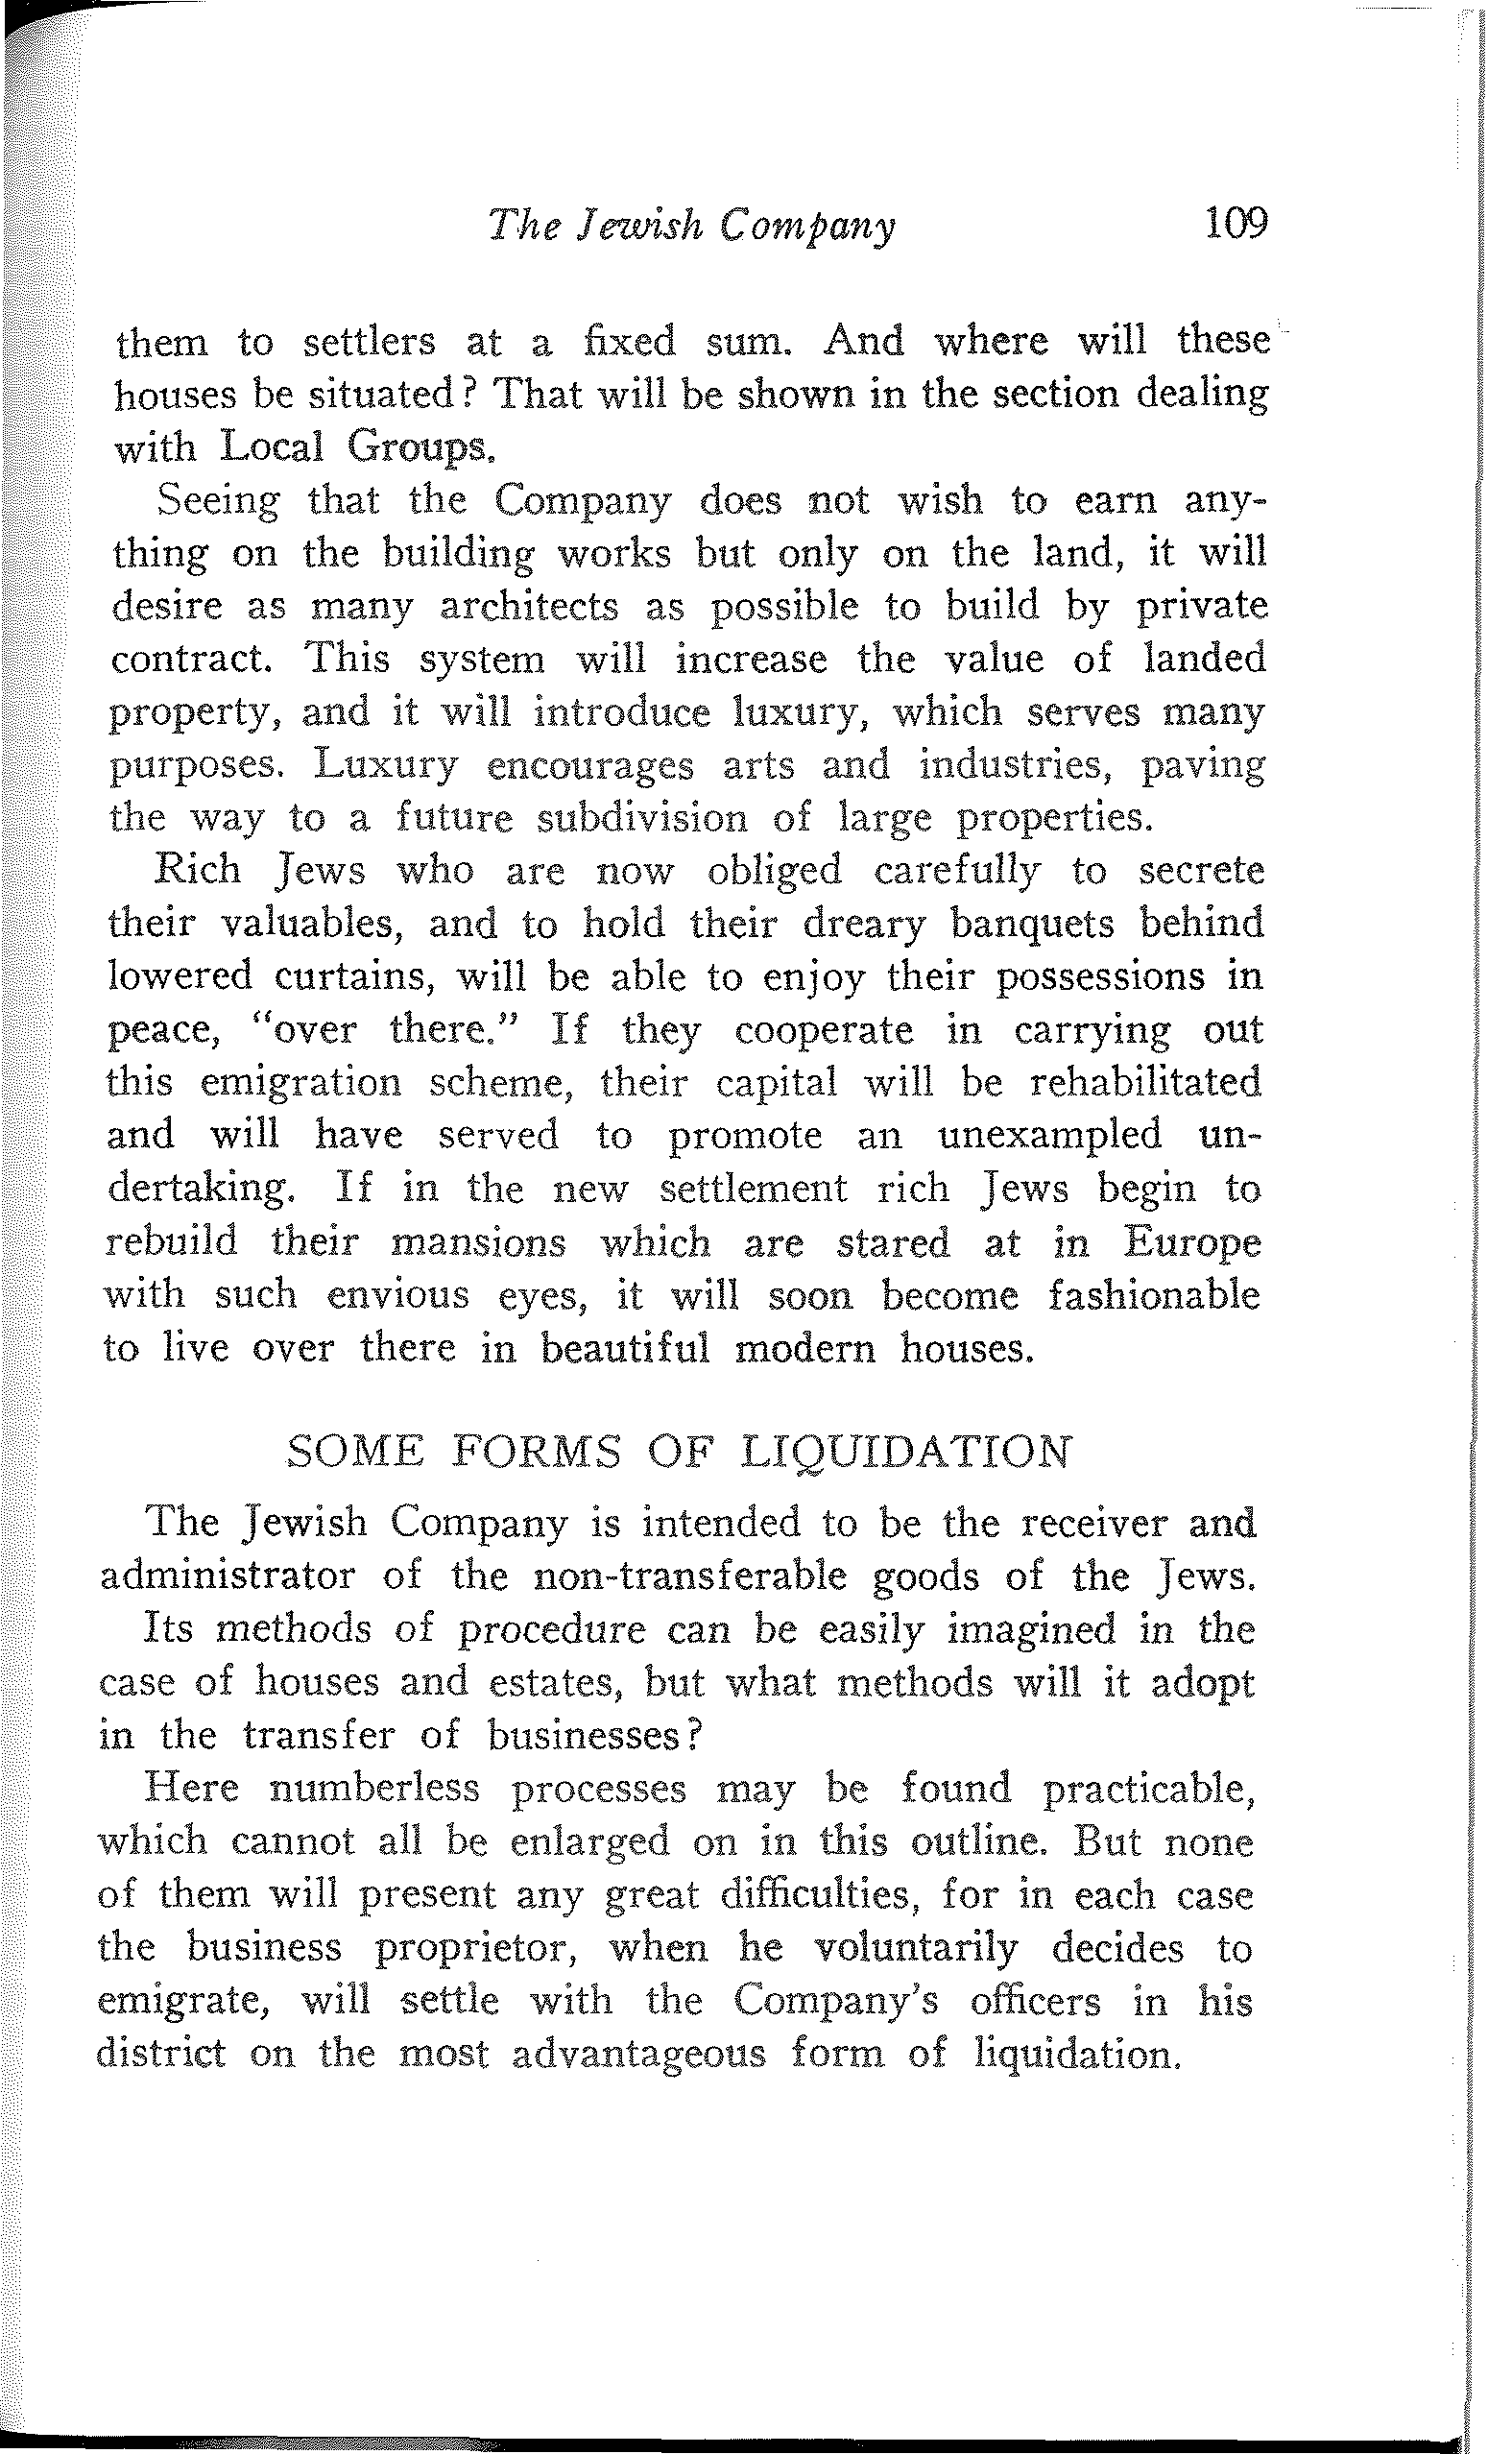 The Jewish Company 109
them to settlers at a fixed sum. And where will these
houses be situated? That will be shown in the section dealing
with Local Groups.
Seeing that the Company does not wish to earn any-
thing on the building works but only on the land, it will
desire as many architects as possible to build by private
contract. This system will increase the value of landed
property, and it will introduce luxury, which serves many
purposes. Luxury encourages arts and industries, paving
the way to a future subdivision of large properties.
Rich Jews who are now obliged carefully to secrete
their valuables, and to hold their dreary banquets behind
lowered curtains, will be able to enjoy their possessions in
peace, "over there." If they cooperate in carrying out
this emigration scheme, their capital will be rehabilitated
and will have served to promote an unexampled un-
dertaking. If in the new settlement rich Jews begin to
rebuild their mansions which are stared at in Europe
with such envious eyes, it will soon become fashionable
to live over there in beautiful modern houses.
SOME FORMS OF LIQUIDATION
The Jewish Company is intended to be the receiver and
administrator of the non-transferable goods of the Jews.
Its methods of procedure can be easily imagined in the
case of houses and estates, but what methods will it adopt
in the transfer of businesses?
Here numberless processes may be found practicable,
which cannot all be enlarged on in this outline. But none
of them will present any great difficulties, for in each case
the business proprietor, when he voluntarily decides to
emigrate, will settle with the Company's officers in his
district on the most advantageous form of liquidation.